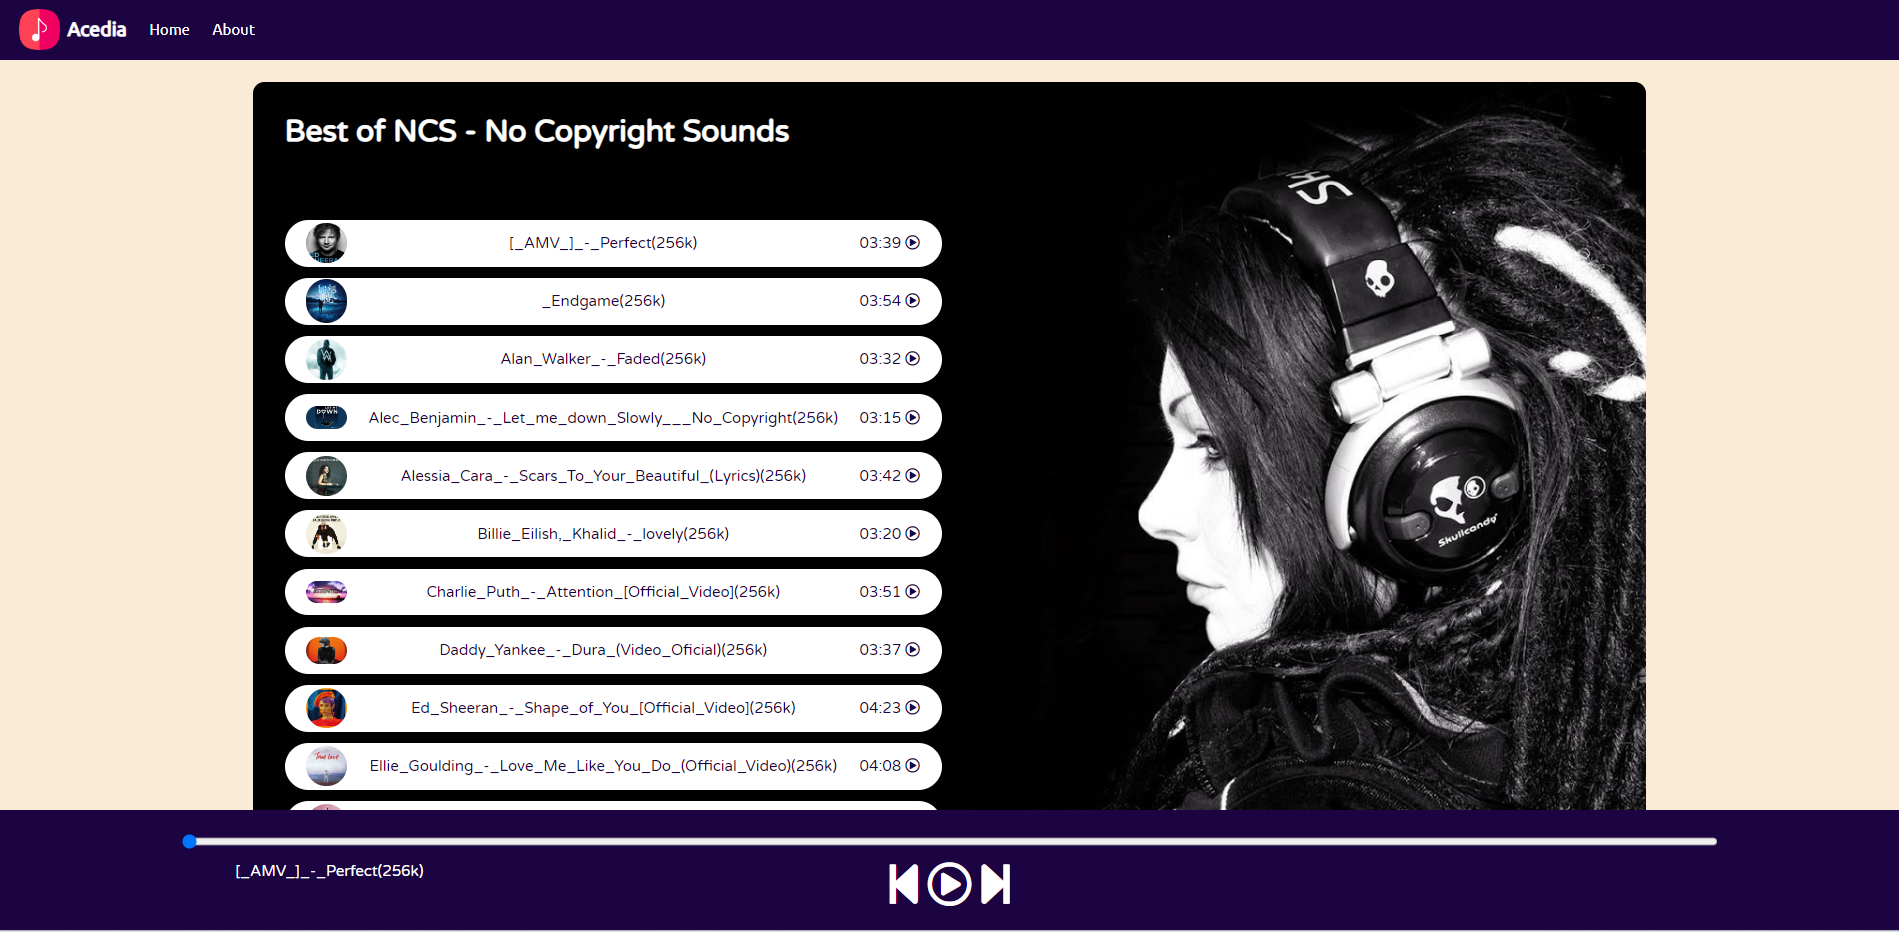 Acedia Home About
Best of NCS - No Copyright Sounds
[_AMV_]_-_Perfect(256k) 03:39
_Endgame(256k) 03:54
Alan_Walker_-_Faded(256k) 03:32
DOWN
Alec_Benjamin_-_Let_me_down_Slowly___No_Copyright(256k) 03:15
Alessia_Cara_-_Scars_To_Your_Beautiful_(Lyrics)(256k) 03:42
Billie_Eilish,_Khalid_-_lovely(256k) 03:20
Charlie_Puth_-_Attention_[Official_Video](256k) 03:51
Daddy_Yankee_-_Dura_(Video_Oficial)(256k) 03:37
Ed_Sheeran_-_Shape_of_You_[Official_Video](256k) 04:23
True love
Ellie_Goulding_-_Love_Me_Like_You_Do_(Official_Video)(256k) 04:08
Skullcandy
[_AMV_]_-_Perfect(256k)